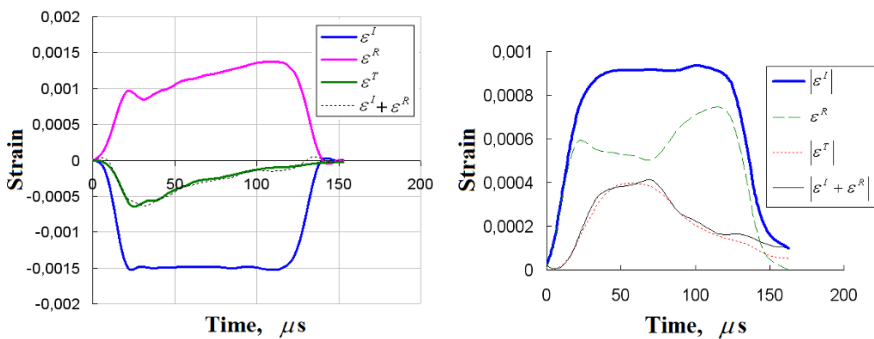 0,002
0,0015
0,001
0,0005
0
-0,0005
-0,001
-0,0015
-0,002
Strain
0 50 100 150 200
Time, μs
ε^I
ε^R
ε^T
ε^I + ε^R
0,001
0,0008
0,0006
0,0004
0,0002
0
Strain
0 50 100 150 200
Time, μs
|ε^I|
ε^R
|ε^T|
|ε^I + ε^R|